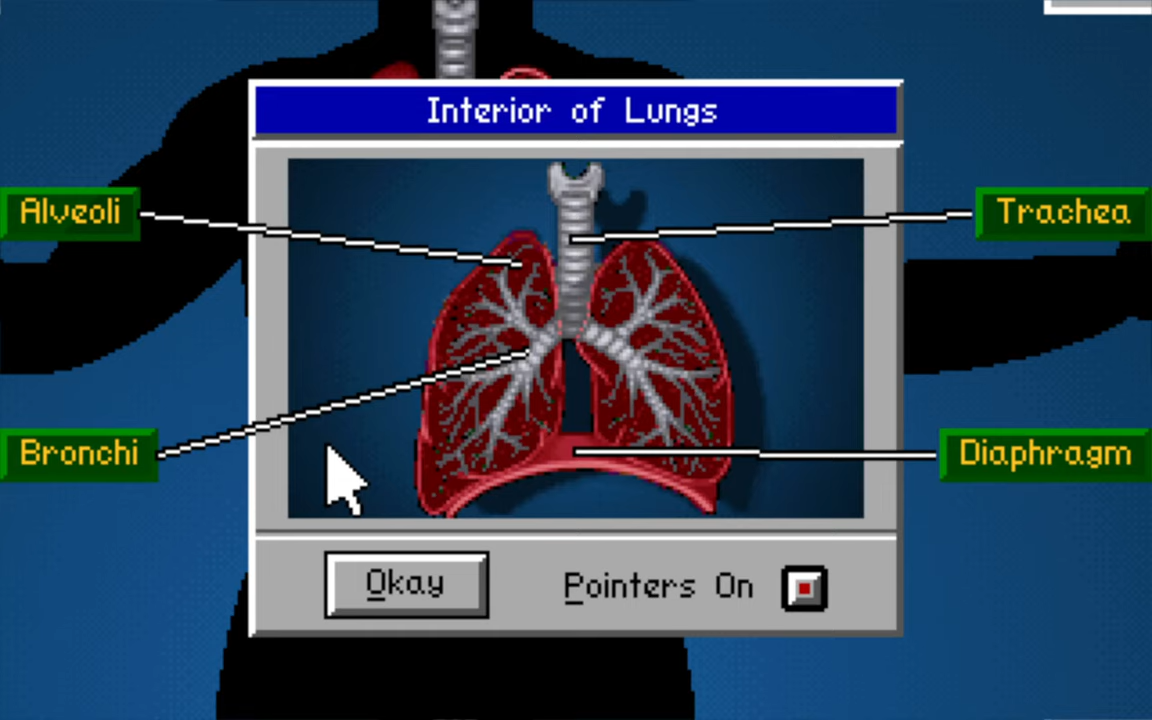 Interior of Lungs
Alveoli
Trachea
Bronchi
Diaphragm
Okay
Pointers On